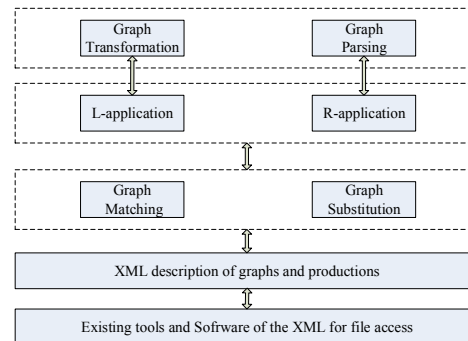 Graph
Transformation
Graph
Parsing
L-application
R-application
Graph
Matching
Graph
Substitution
XML description of graphs and productions
Existing tools and Sofrware of the XML for file access